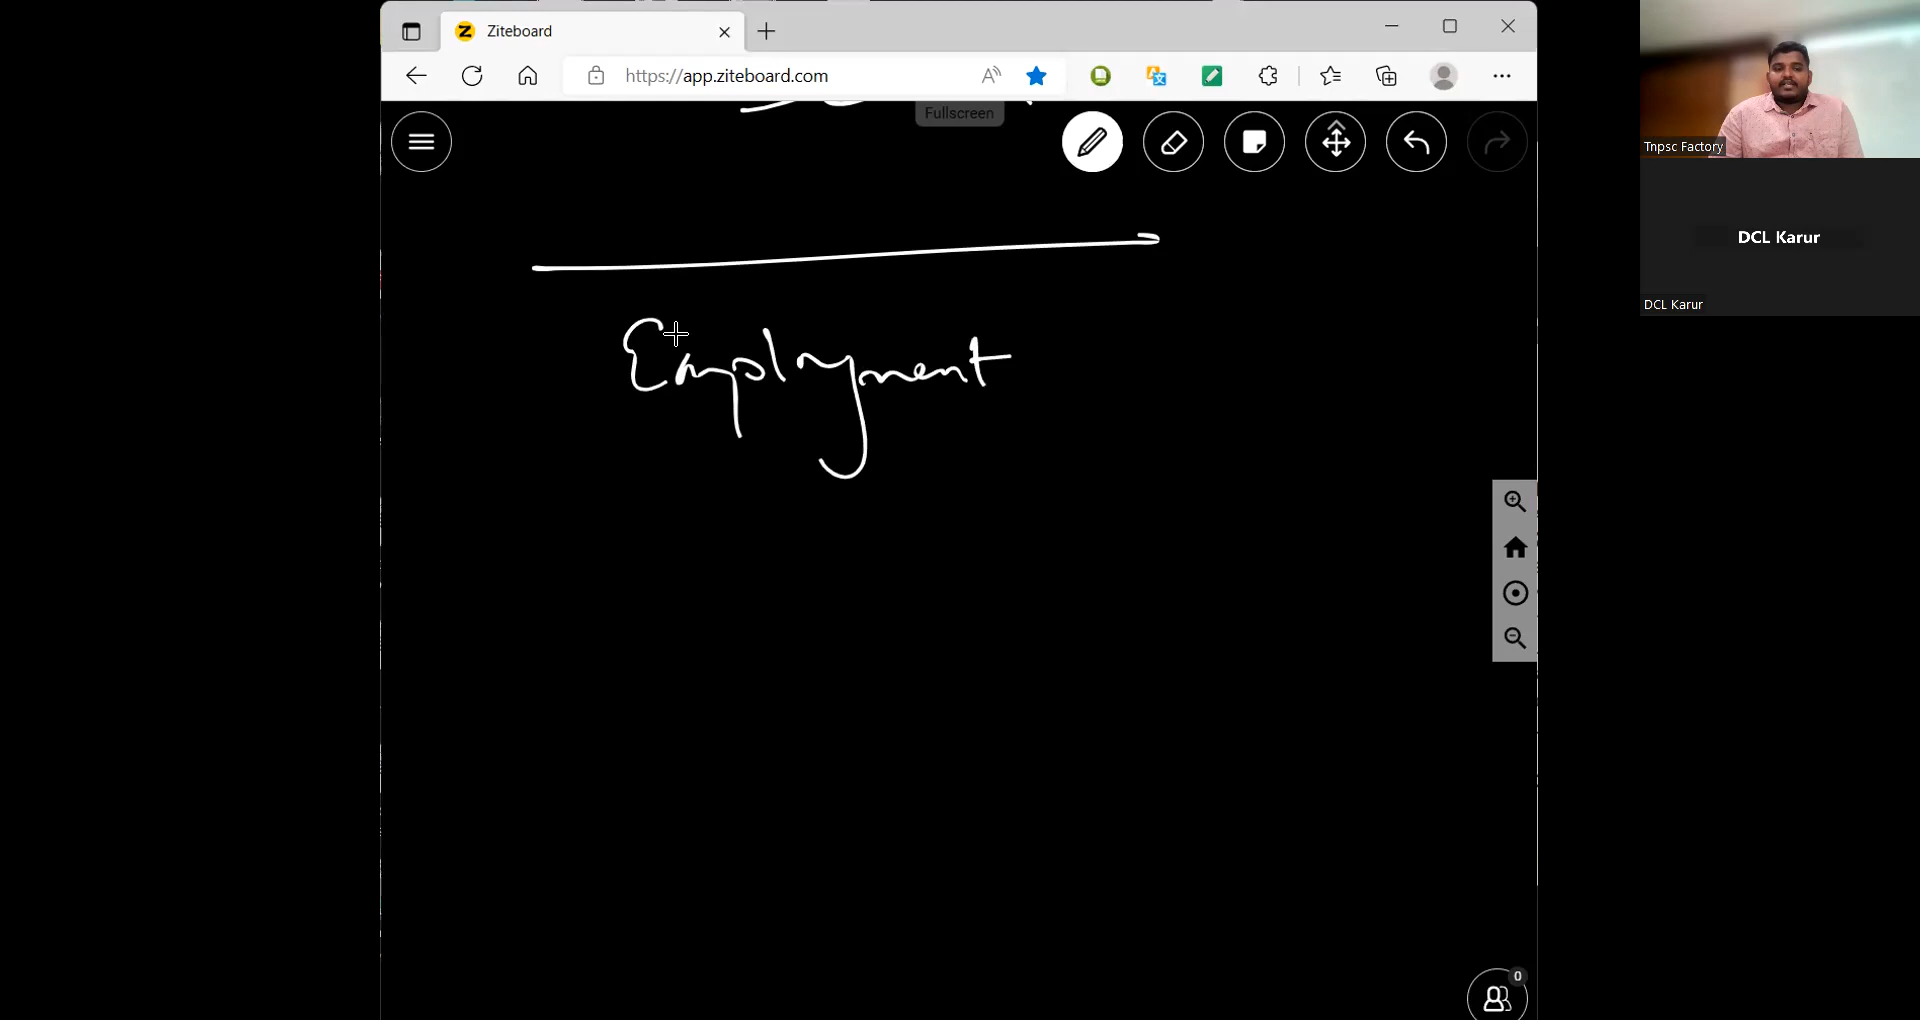 Ziteboard
https://app.ziteboard.com
Fullscreen
Employment
Tnpsc Factory
DCL Karur
DCL Karur
0